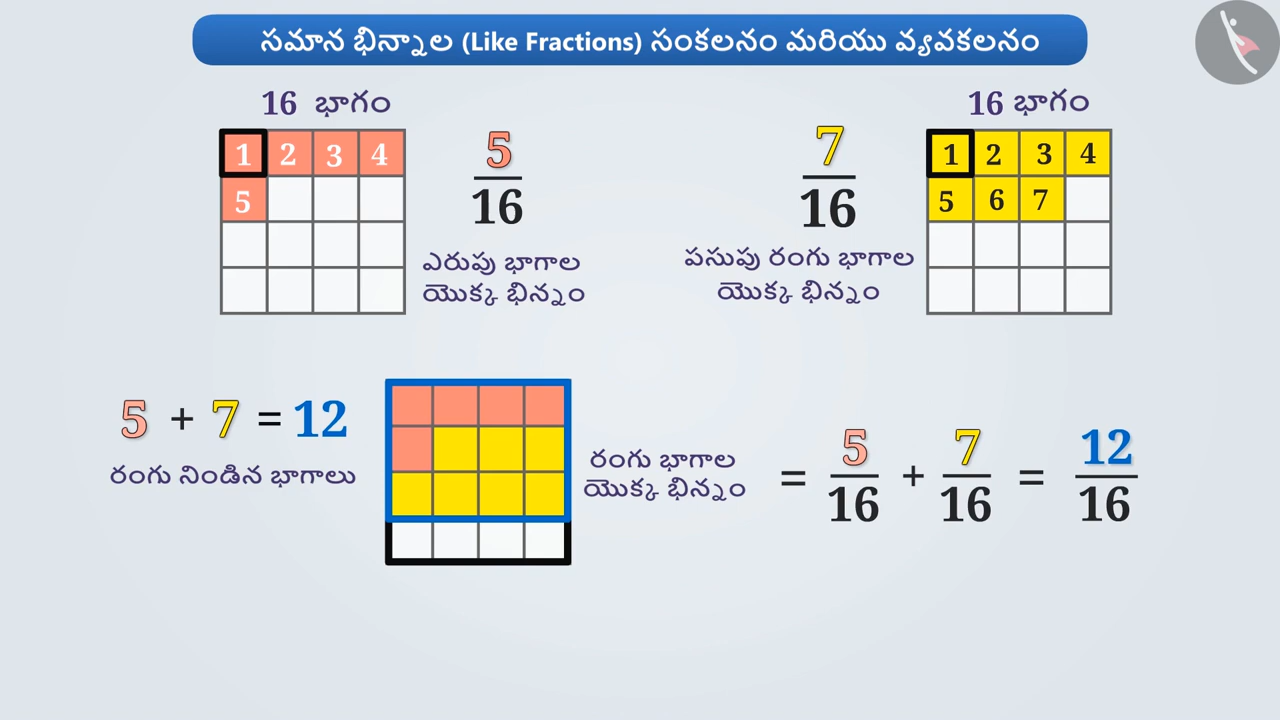 సమాన భిన్నాల (Like Fractions) సంకలనం మరియు వ్యవకలనం
16 భాగం
1 2 3 4
5
5
16
ఎరుపు భాగాల
యొక్క భిన్నం
7
16
పసుపు రంగు భాగాల
యొక్క భిన్నం
16 భాగం
1 2 3 4
5 6 7
5 + 7 = 12
రంగు నిండిన భాగాలు
రంగు భాగాల
యొక్క భిన్నం
= 5/16 + 7/16 = 12/16